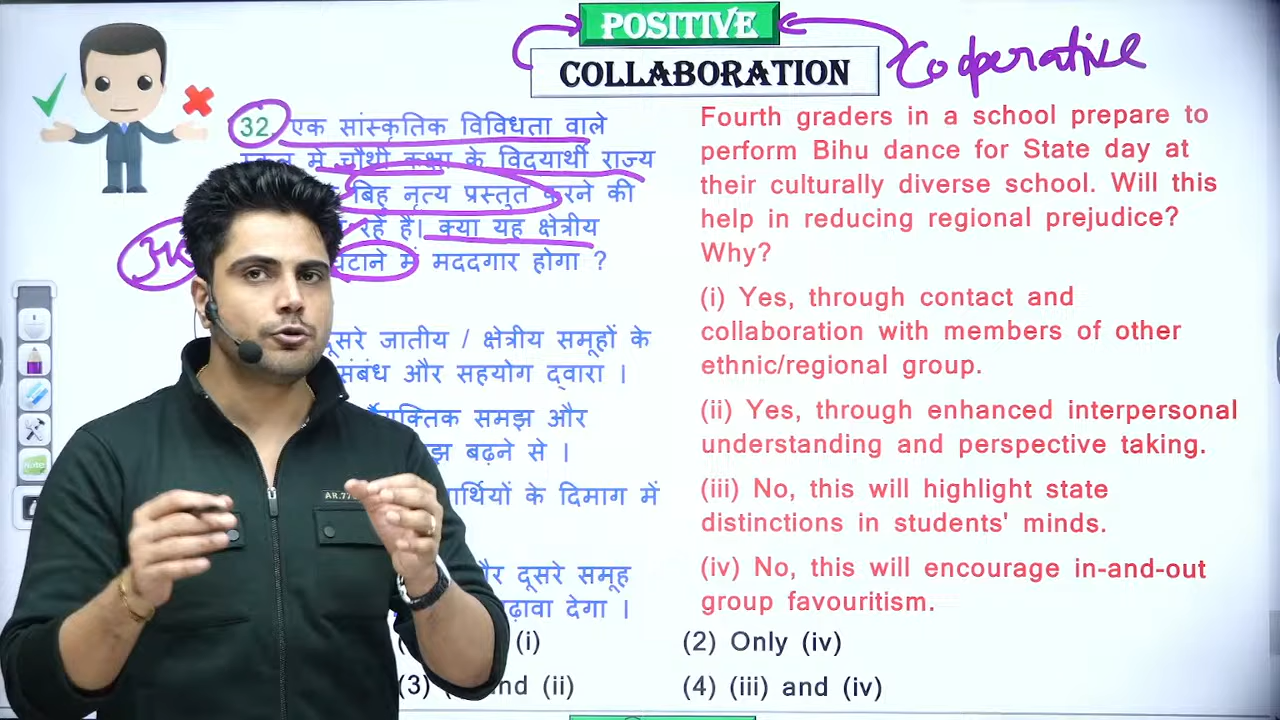 POSITIVE
COLLABORATION
Cooperative
32. एक सांस्कृतिक विविधता वाले
में चौथी कक्षा के विद्यार्थी राज्य
बिहू नृत्य प्रस्तुत करने की
रहे हैं। क्या यह क्षेत्रीय
घटाने में मददगार होगा ?
दूसरे जातीय / क्षेत्रीय समूहों के
संबंध और सहयोग द्वारा ।
और
बढ़ने से ।
के दिमाग में
और दूसरे समूह
देगा ।
Fourth graders in a school prepare to
perform Bihu dance for State day at
their culturally diverse school. Will this
help in reducing regional prejudice?
Why?
(i) Yes, through contact and
collaboration with members of other
ethnic/regional group.
(ii) Yes, through enhanced interpersonal
understanding and perspective taking.
(iii) No, this will highlight state
distinctions in students' minds.
(iv) No, this will encourage in-and-out
group favouritism.
(i)
(2) Only (iv)
(3) and (ii)
(4) (iii) and (iv)